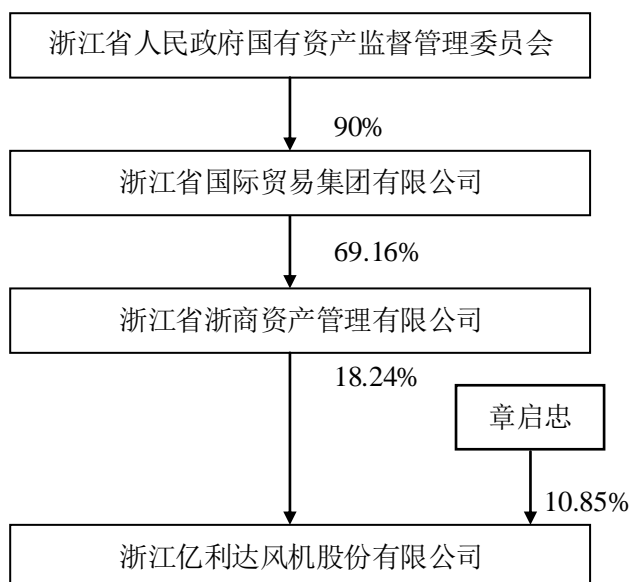 浙江省人民政府国有资产监督管理委员会
90%
浙江省国际贸易集团有限公司
69.16%
浙江省浙商资产管理有限公司
18.24%
章启忠
10.85%
浙江亿利达风机股份有限公司